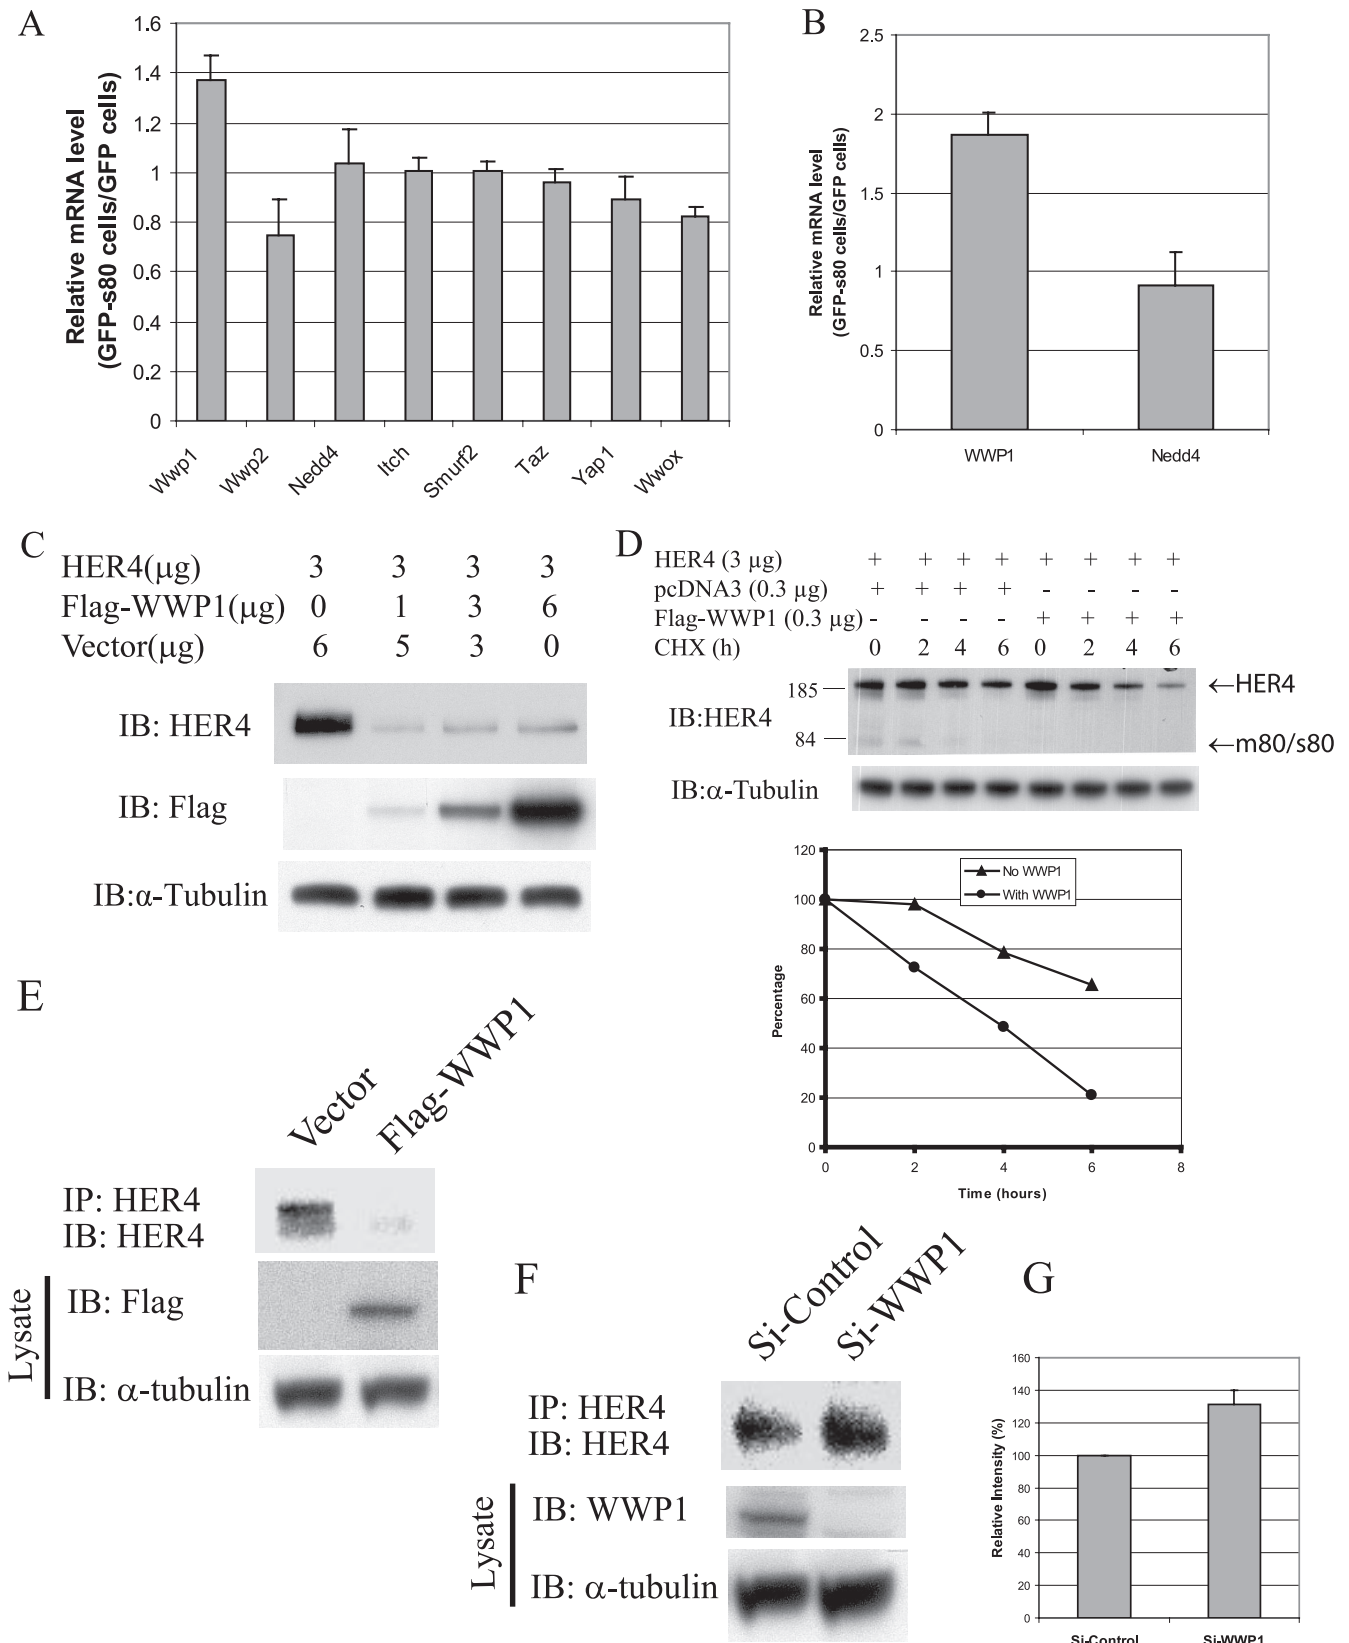 A
Relative mRNA level
(GFP-s80 cells/GFP cells)
1.6
1.4
1.2
1
0.8
0.6
0.4
0.2
0
Wwp1
Wwp2
Nedd4
Itch
Smurf2
Taz
Yap1
Wwox
B
Relative mRNA level
(GFP-s80 cells/GFP cells)
2.5
2
1.5
1
0.5
0
WWP1
Nedd4
C
HER4(μg) 3 3 3 3
Flag-WWP1(μg) 0 1 3 6
Vector(μg) 6 5 3 0
IB: HER4
IB: Flag
IB:α-Tubulin
D
HER4 (3 μg) + + + + + + + +
pcDNA3 (0.3 μg) + + + + - - - -
Flag-WWP1 (0.3 μg) - - - - + + + +
CHX (h) 0 2 4 6 0 2 4 6
IB:HER4
185
84
←HER4
←m80/s80
IB:α-Tubulin
Percentage
120
100
80
60
40
20
0
No WWP1
With WWP1
0 2 4 6 8
Time (hours)
E
Vector
Flag-WWP1
IP: HER4
IB: HER4
Lysate
IB: Flag
IB: α-tubulin
F
Si-Control
Si-WWP1
IP: HER4
IB: HER4
Lysate
IB: WWP1
IB: α-tubulin
G
Relative Intensity (%)
160
140
120
100
80
60
40
20
0
Si-Control
Si-WWP1